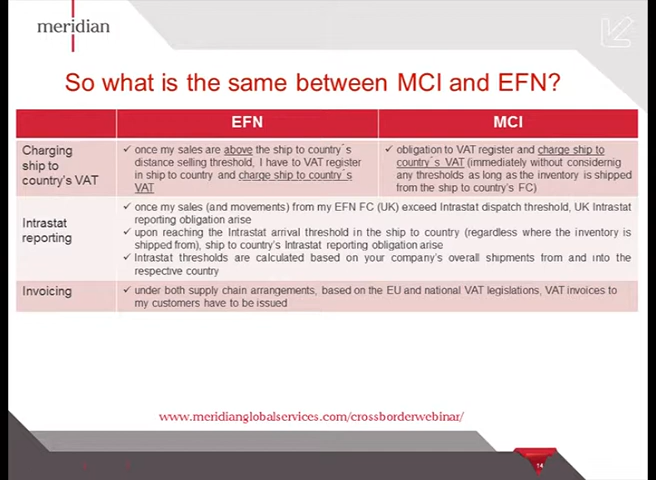 meridian
So what is the same between MCI and EFN?
EFN
MCI
Charging
ship to
country's VAT
✓ once my sales are above the ship to country´s
distance selling threshold, I have to VAT register
in ship to country and charge ship to country´s
VAT
✓ obligation to VAT register and charge ship to
country´s VAT (immediately without considernig
any thresholds as long as the inventory is shipped
from the ship to country's FC)
Intrastat
reporting
✓ once my sales (and movements) from my EFN FC (UK) exceed Intrastat dispatch threshold, UK Intrastat
reporting obligation arise
✓ upon reaching the Intrastat arrival threshold in the ship to country (regardless where the inventory is
shipped from), ship to country's Intrastat reporting obligation arise
✓ Intrastat thresholds are calculated based on your company's overall shipments from and into the
respective country
Invoicing
✓ under both supply chain arrangements, based on the EU and national VAT legislations, VAT invoices to
my customers have to be issued
www.meridianglobalservices.com/crossborderwebinar/
14